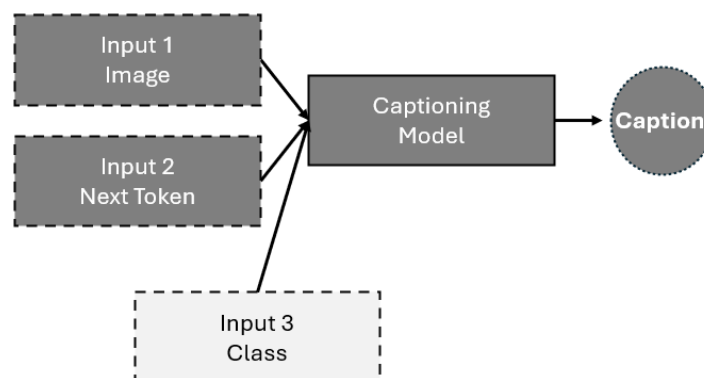 Input 1
Image
Input 2
Next Token
Captioning
Model
Caption
Input 3
Class